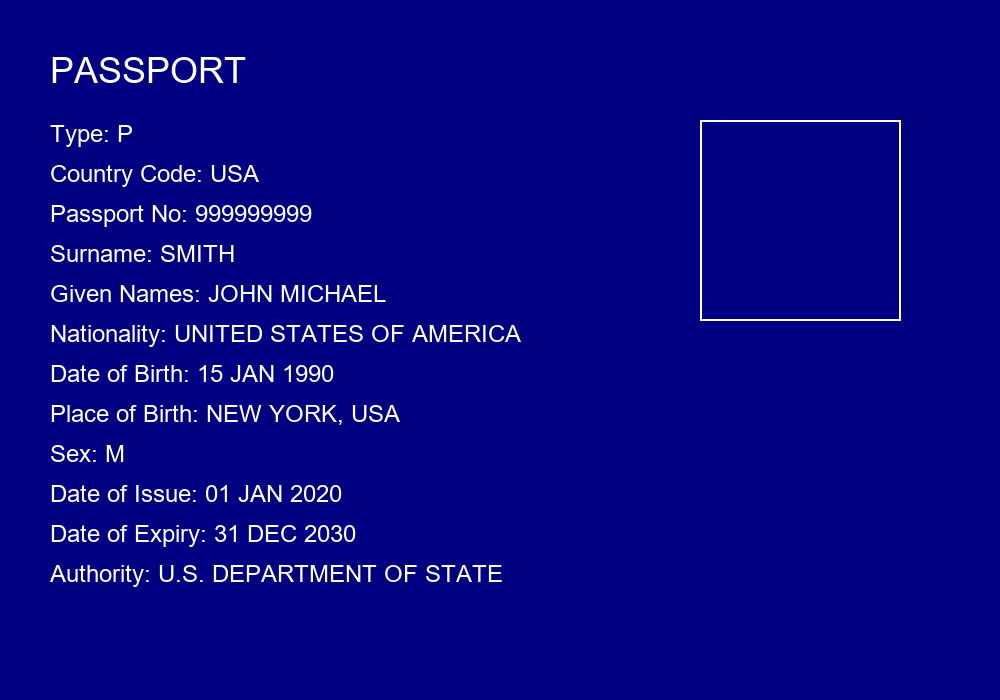 PASSPORT
Type: P
Country Code: USA
Passport No: 999999999
Surname: SMITH
Given Names: JOHN MICHAEL
Nationality: UNITED STATES OF AMERICA
Date of Birth: 15 JAN 1990
Place of Birth: NEW YORK, USA
Sex: M
Date of Issue: 01 JAN 2020
Date of Expiry: 31 DEC 2030
Authority: U.S. DEPARTMENT OF STATE